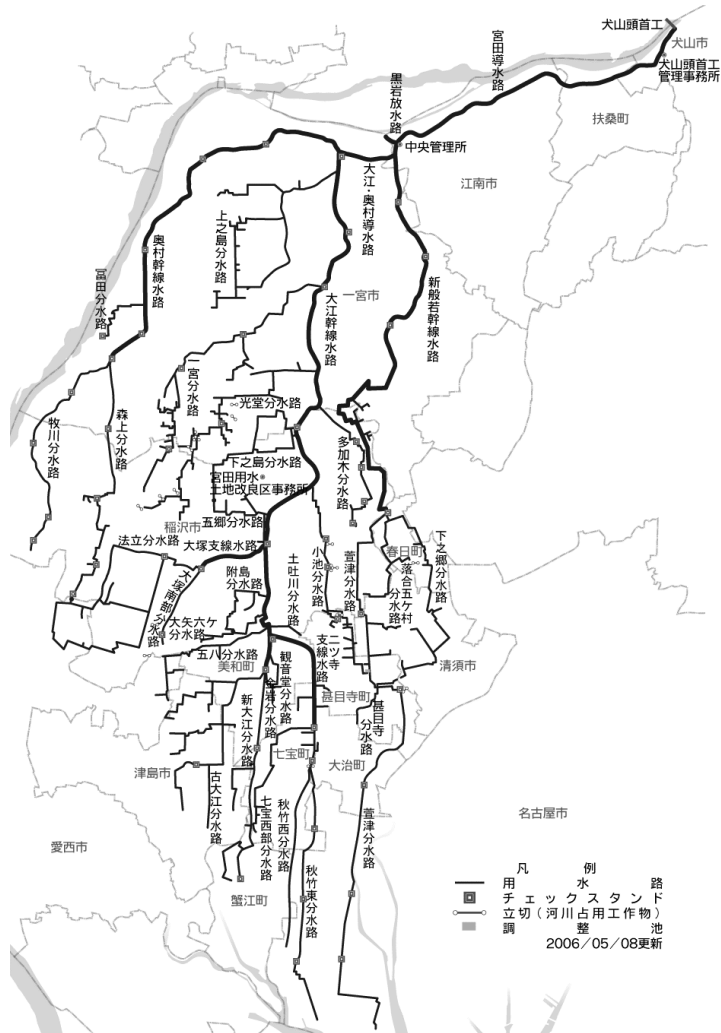 犬山頭首工
犬山市
犬山頭首工
管理事務所
宮田導水路
黒岩放水路
扶桑町
中央管理所
江南市
大江・奥村導水路
上之島分水路
奥村幹線水路
冨田分水路
新般若幹線水路
一宮市
大江幹線水路
一宮分水路
光堂分水路
森上分水路
牧川分水路
多加木分水路
下之島分水路
宮田用水
土地改良区事務所
五郷分水路
稲沢市
法立分水路
大塚支線水路
春日町
下之郷分水路
落合五ケ村
分水路
萱津分水路
小池分水路
土吐川分水路
附島
分水路
大塚南部分水路
大矢六ケ
分水路
五八分水路
美和町
二ツ寺
支線水路
観音堂分水路
金岩分水路
清須市
甚目寺町
甚目寺
分水路
新大江分水路
七宝町
大治町
津島市
古大江分水路
七宝西部分水路
秋竹西分水路
萱津分水路
名古屋市
愛西市
秋竹東分水路
蟹江町
凡例
用水路
チェックスタンド
立切（河川占用工作物）
調整池
2006／05／08更新